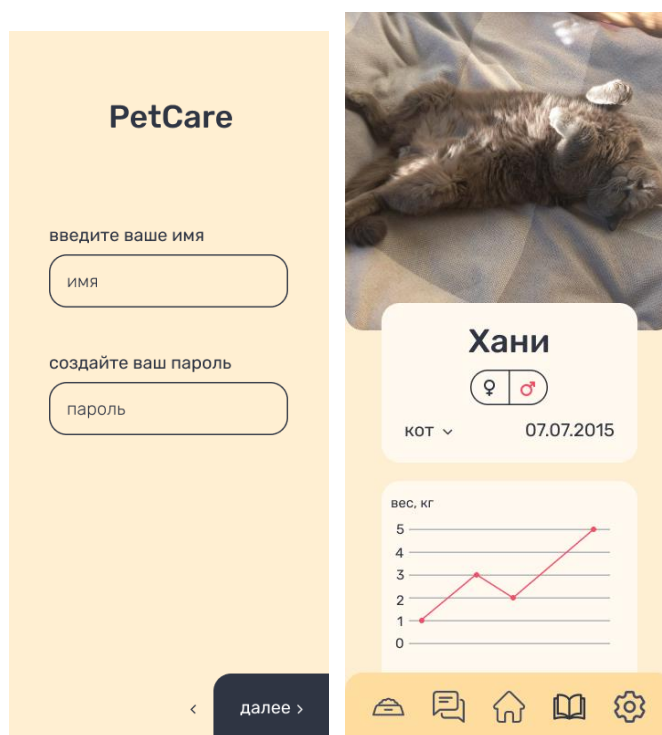 PetCare
введите ваше имя
имя
создайте ваш пароль
пароль
‹ далее ›
Хани
♀ ♂
кот 07.07.2015
вес, кг
5
4
3
2
1
0